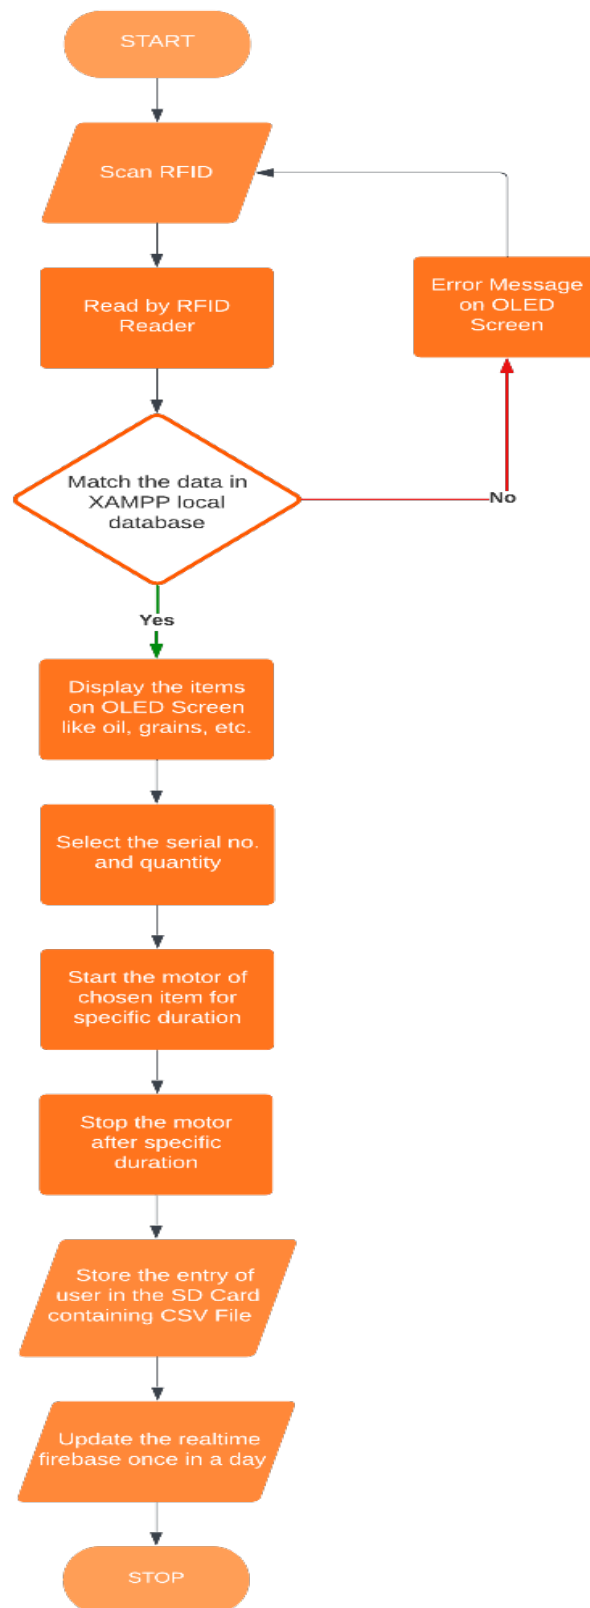 START
Scan RFID
Read by RFID
Reader
Error Message
on OLED
Screen
Match the data in
XAMPP local
database
No
Yes
Display the items
on OLED Screen
like oil, grains, etc.
Select the serial no.
and quantity
Start the motor of
chosen item for
specific duration
Stop the motor
after specific
duration
Store the entry of
user in the SD Card
containing CSV File
Update the realtime
firebase once in a day
STOP